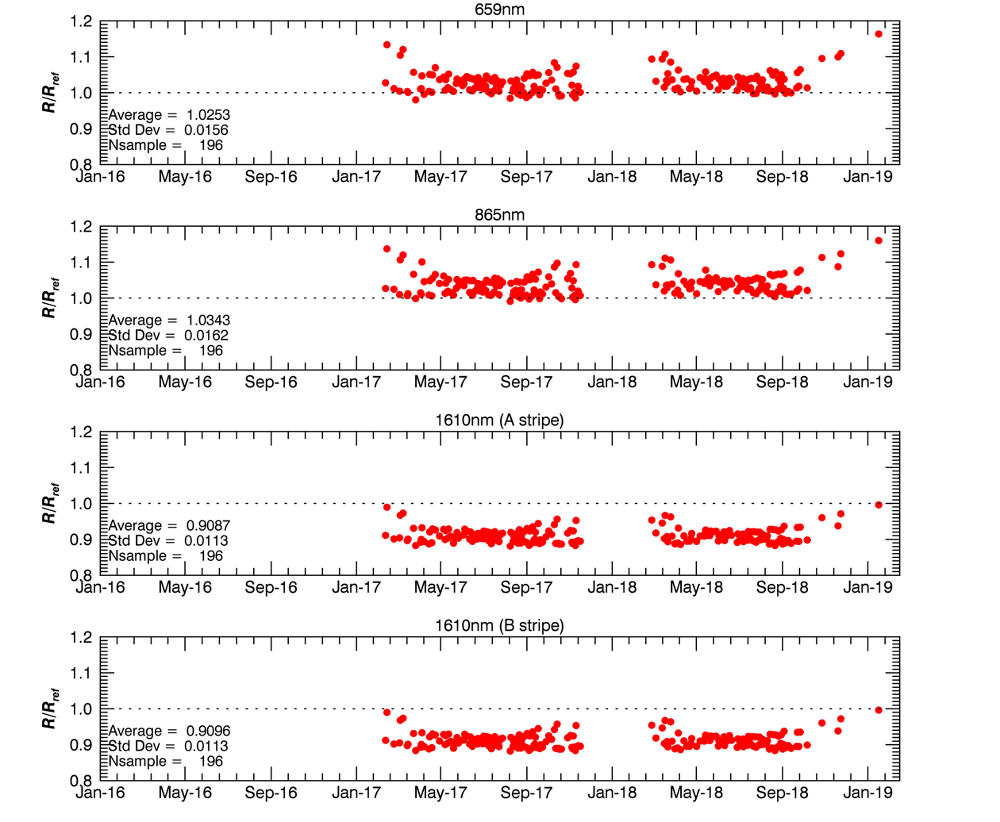 659nm
1.2
1.1
1.0
0.9
0.8
R/Rref
Average = 1.0253
Std Dev = 0.0156
Nsample = 196
Jan-16 May-16 Sep-16 Jan-17 May-17 Sep-17 Jan-18 May-18 Sep-18 Jan-19
865nm
1.2
1.1
1.0
0.9
0.8
R/Rref
Average = 1.0343
Std Dev = 0.0162
Nsample = 196
Jan-16 May-16 Sep-16 Jan-17 May-17 Sep-17 Jan-18 May-18 Sep-18 Jan-19
1610nm (A stripe)
1.2
1.1
1.0
0.9
0.8
R/Rref
Average = 0.9087
Std Dev = 0.0113
Nsample = 196
Jan-16 May-16 Sep-16 Jan-17 May-17 Sep-17 Jan-18 May-18 Sep-18 Jan-19
1610nm (B stripe)
1.2
1.1
1.0
0.9
0.8
R/Rref
Average = 0.9096
Std Dev = 0.0113
Nsample = 196
Jan-16 May-16 Sep-16 Jan-17 May-17 Sep-17 Jan-18 May-18 Sep-18 Jan-19